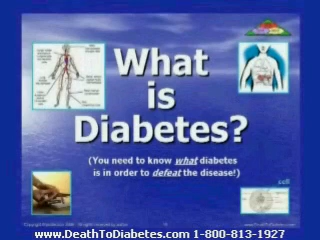 What
is
Diabetes?
(You need to know what diabetes
is in order to defeat the disease!)
www.DeathToDiabetes.com 1-800-813-1927